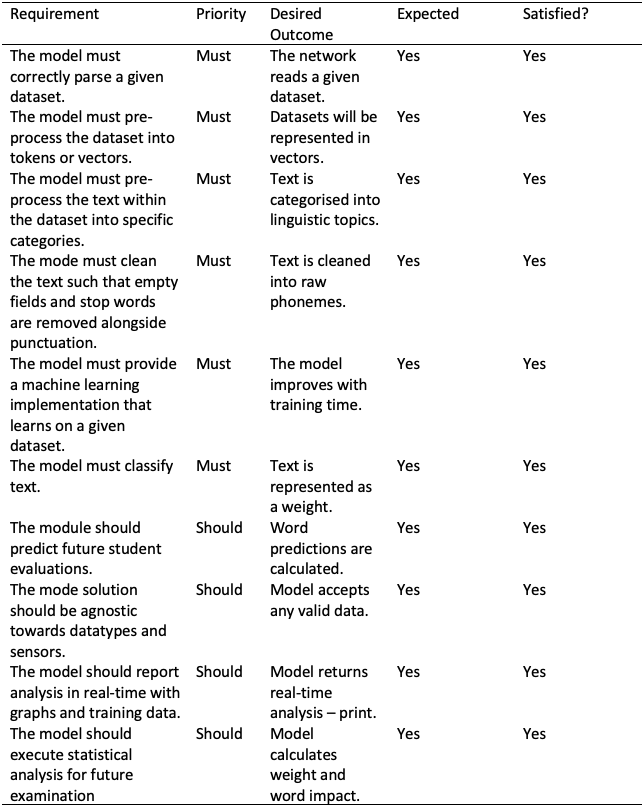 Requirement Priority Desired Expected Satisfied?
Outcome
The model must Must The network Yes Yes
correctly parse a given reads a given
dataset. dataset.
The model must pre- Must Datasets will be Yes Yes
process the dataset into represented in
tokens or vectors. vectors.
The model must pre- Must Text is Yes Yes
process the text within categorised into
the dataset into specific linguistic topics.
categories.
The mode must clean Must Text is cleaned Yes Yes
the text such that empty into raw
fields and stop words phonemes.
are removed alongside
punctuation.
The model must provide Must The model Yes Yes
a machine learning improves with
implementation that training time.
learns on a given
dataset.
The model must classify Must Text is Yes Yes
text. represented as
a weight.
The module should Should Word Yes Yes
predict future student predictions are
evaluations. calculated.
The mode solution Should Model accepts Yes Yes
should be agnostic any valid data.
towards datatypes and
sensors.
The model should report Should Model returns Yes Yes
analysis in real-time with real-time
graphs and training data. analysis – print.
The model should Should Model Yes Yes
execute statistical calculates
analysis for future weight and
examination word impact.